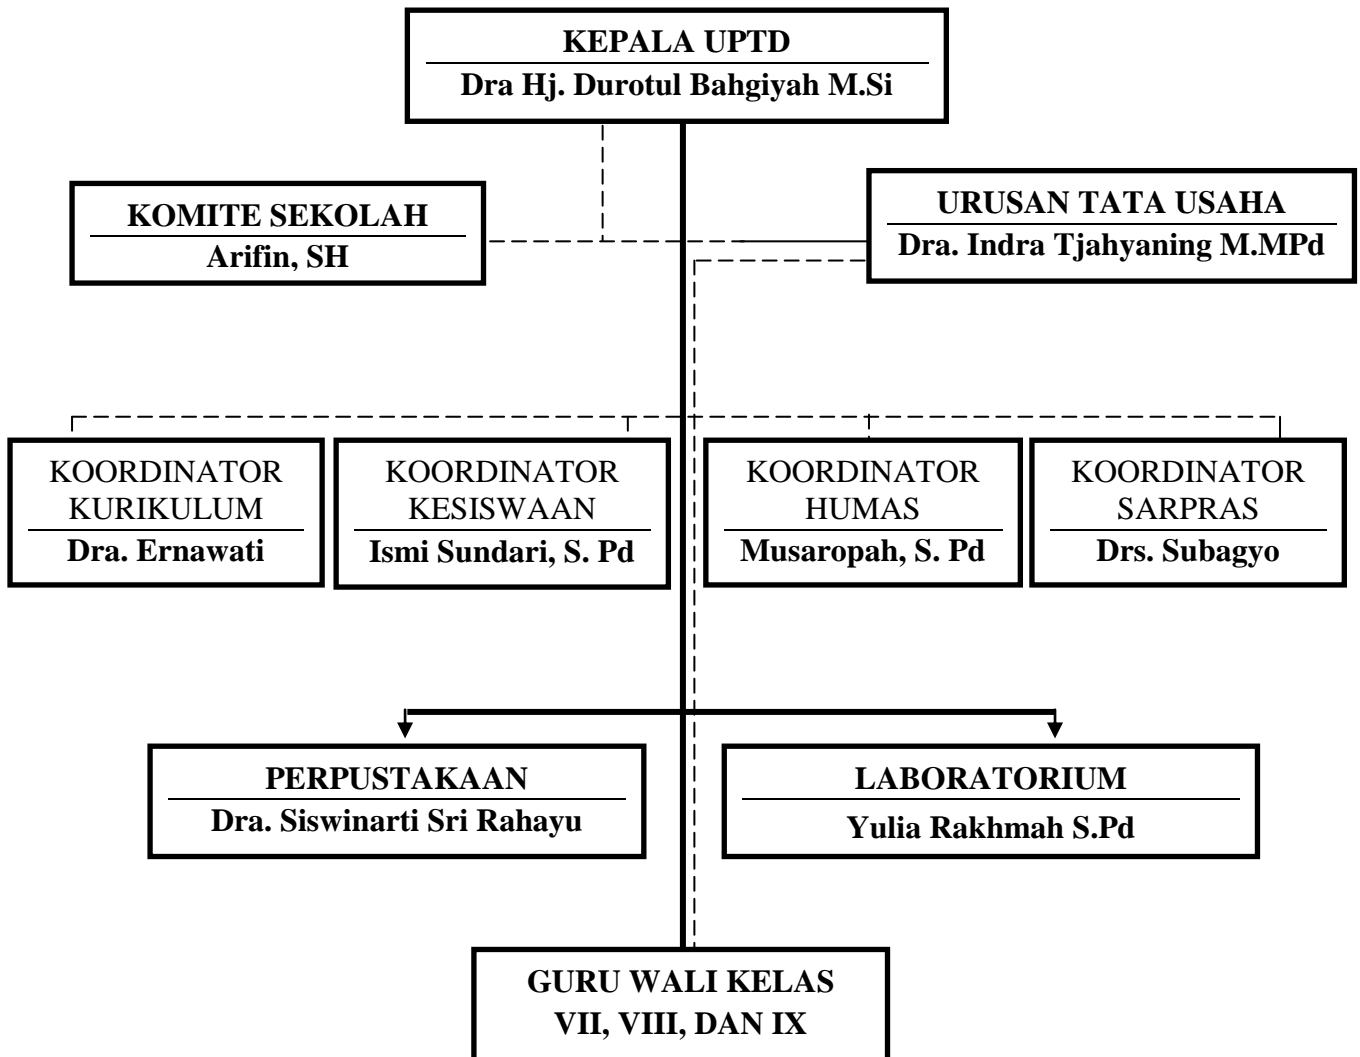 KEPALA UPTD
Dra Hj. Durotul Bahgiyah M.Si
KOMITE SEKOLAH
Arifin, SH
URUSAN TATA USAHA
Dra. Indra Tjahyaning M.MPd
KOORDINATOR
KURIKULUM
Dra. Ernawati
KOORDINATOR
KESISWAAN
Ismi Sundari, S. Pd
KOORDINATOR
HUMAS
Musaropah, S. Pd
KOORDINATOR
SARPRAS
Drs. Subagyo
PERPUSTAKAAN
Dra. Siswinarti Sri Rahayu
LABORATORIUM
Yulia Rakhmah S.Pd
GURU WALI KELAS
VII, VIII, DAN IX